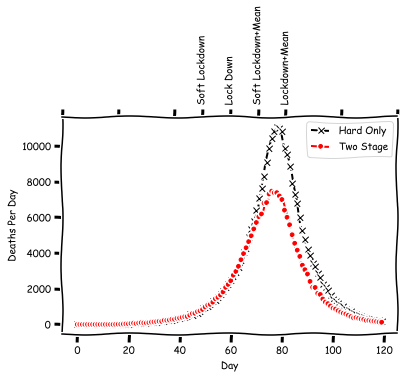 Soft Lockdown
Lock Down
Soft Lockdown+Mean
Lockdown+Mean
Hard Only
Two Stage
Deaths Per Day
10000
8000
6000
4000
2000
0
0 20 40 60 80 100 120
Day